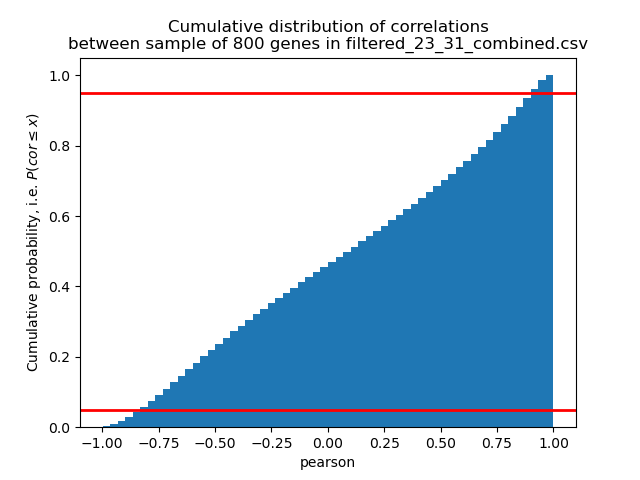 Cumulative distribution of correlations
between sample of 800 genes in filtered_23_31_combined.csv
Cumulative probability, i.e. P(cor ≤ x)
1.0
0.8
0.6
0.4
0.2
0.0
−1.00 −0.75 −0.50 −0.25 0.00 0.25 0.50 0.75 1.00
pearson